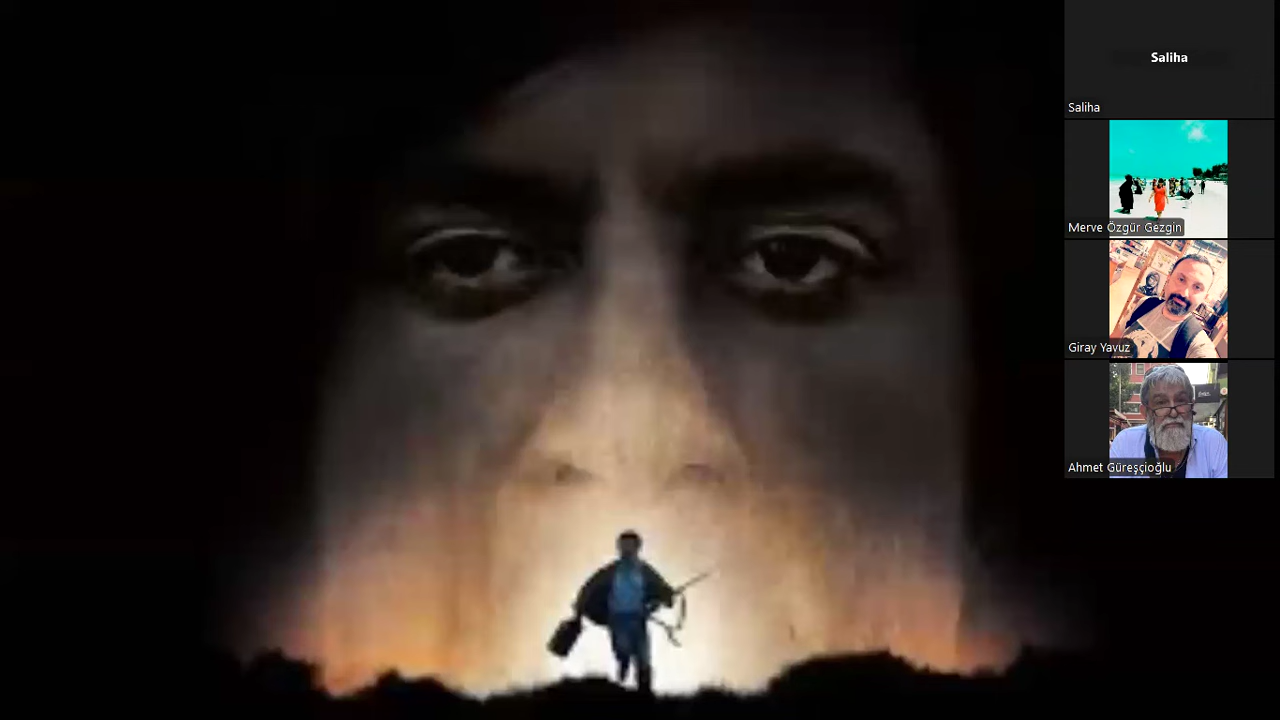 Saliha
Saliha
Merve Özgür Gezgin
Giray Yavuz
Ahmet Güreşçioğlu